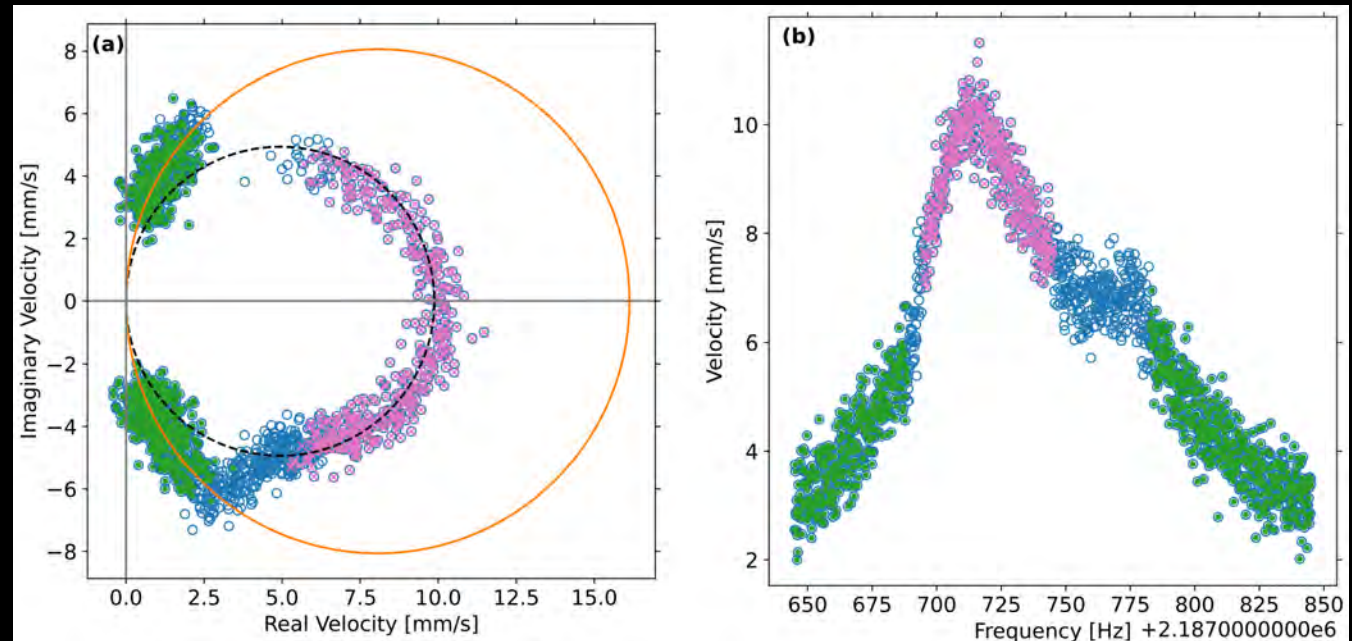 (a)
8
6
4
2
0
−2
−4
−6
−8
Imaginary Velocity [mm/s]
0.0 2.5 5.0 7.5 10.0 12.5 15.0
Real Velocity [mm/s]
(b)
10
8
6
4
2
Velocity [mm/s]
650 675 700 725 750 775 800 825 850
Frequency [Hz] +2.1870000000e6